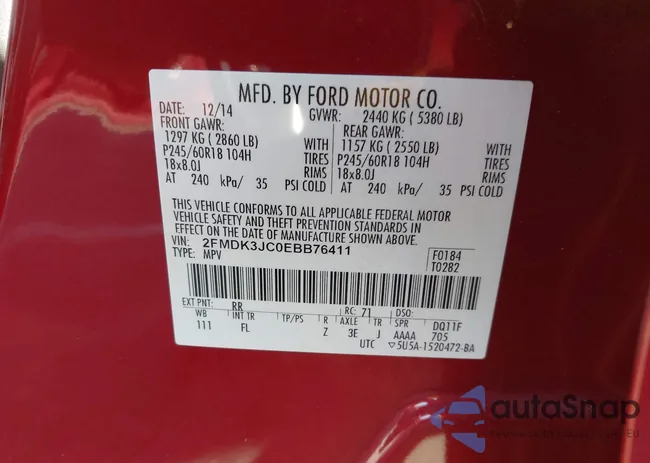 MFD. BY FORD MOTOR CO.
DATE: 12/14 GVWR: 2440 KG ( 5380 LB)
FRONT GAWR: REAR GAWR:
1297 KG ( 2860 LB) WITH 1157 KG ( 2550 LB) WITH
P245/60R18 104H TIRES P245/60R18 104H TIRES
18x8.0J RIMS 18x8.0J RIMS
AT 240 kPa/ 35 PSI COLD AT 240 kPa/ 35 PSI COLD
THIS VEHICLE CONFORMS TO ALL APPLICABLE FEDERAL MOTOR
VEHICLE SAFETY AND THEFT PREVENTION STANDARDS IN
EFFECT ON THE DATE OF MANUFACTURE SHOWN ABOVE.
VIN: 2FMDK3JC0EBB76411
TYPE: MPV
F0184
T0282
EXT PNT: RR RC: 71 DSO:
WB INT TR TP/PS R AXLE TR SPR DQ11F
111 FL Z 3E J AAAA 705
UTC ▽5U5A-1520472-BA
autoSnap